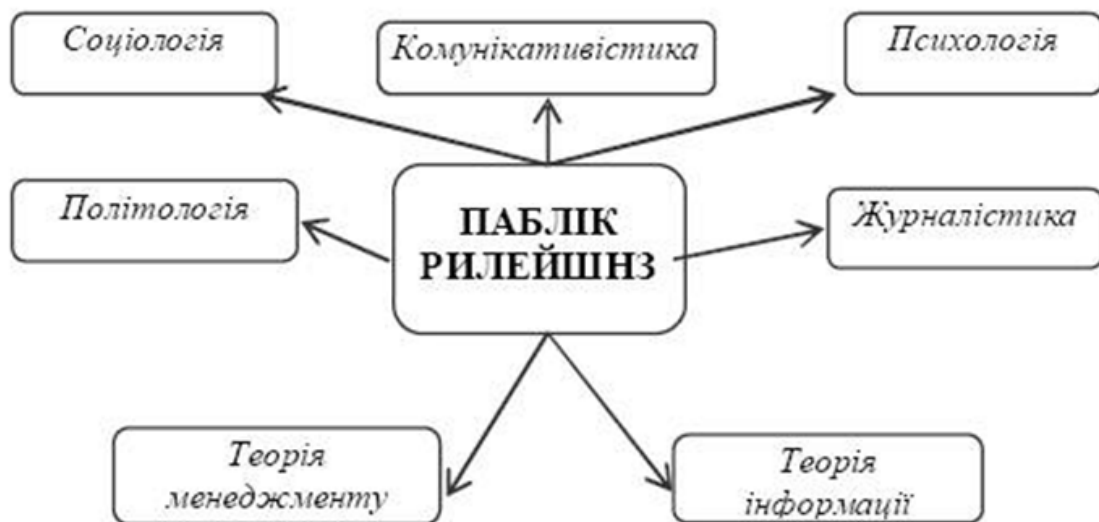 Соціологія
Комунікативістика
Психологія
Політологія
ПАБЛІК
РИЛЕЙШНЗ
Журналістика
Теорія
менеджменту
Теорія
інформації